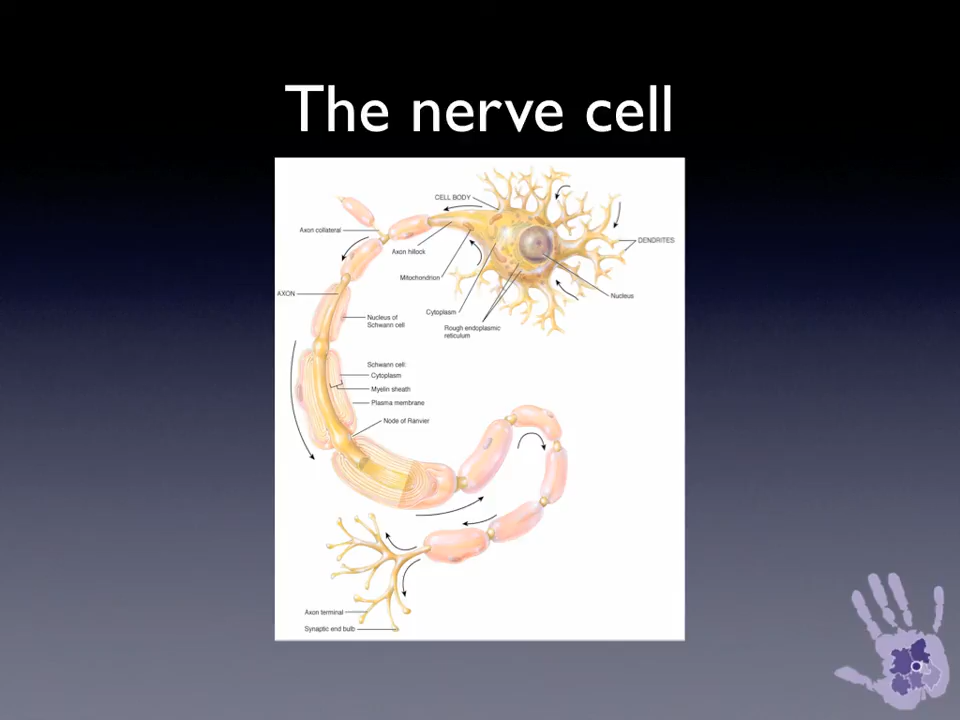 The nerve cell
CELL BODY
Axon collateral
DENDRITES
Axon hillock
Mitochondrion
AXON
Nucleus
Cytoplasm
Nucleus of
Schwann cell
Rough endoplasmic
reticulum
Schwann cell:
Cytoplasm
Myelin sheath
Plasma membrane
Node of Ranvier
Axon terminal
Synaptic end bulb